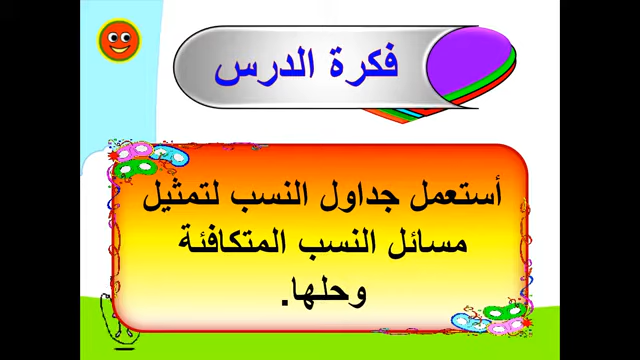 فكرة الدرس
أستعمل جداول النسب لتمثيل
مسائل النسب المتكافئة
وحلها.